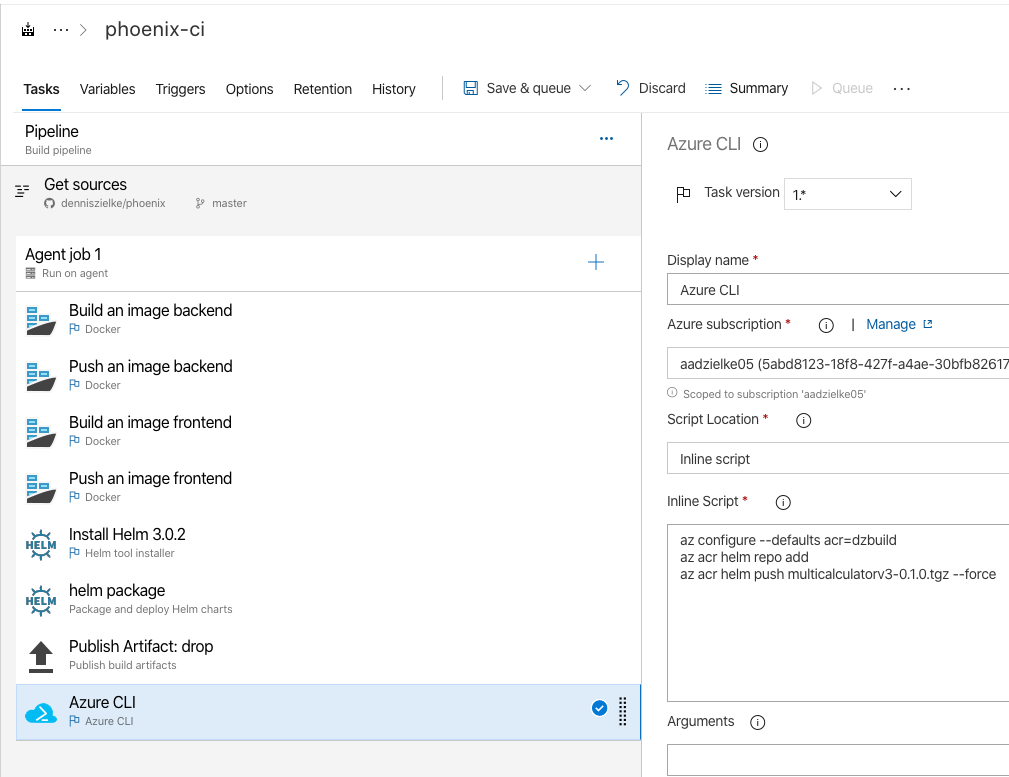 ··· > phoenix-ci
Tasks Variables Triggers Options Retention History Save & queue Discard Summary Queue ···
Pipeline
Build pipeline
Get sources
denniszielke/phoenix master
Agent job 1
Run on agent
Build an image backend
Docker
Push an image backend
Docker
Build an image frontend
Docker
Push an image frontend
Docker
HELM Install Helm 3.0.2
Helm tool installer
HELM helm package
Package and deploy Helm charts
Publish Artifact: drop
Publish build artifacts
Azure CLI
Azure CLI
Azure CLI
Task version 1.*
Display name *
Azure CLI
Azure subscription * | Manage
aadzielke05 (5abd8123-18f8-427f-a4ae-30bfb82617
Scoped to subscription 'aadzielke05'
Script Location *
Inline script
Inline Script *
az configure --defaults acr=dzbuild
az acr helm repo add
az acr helm push multicalculatorv3-0.1.0.tgz --force
Arguments